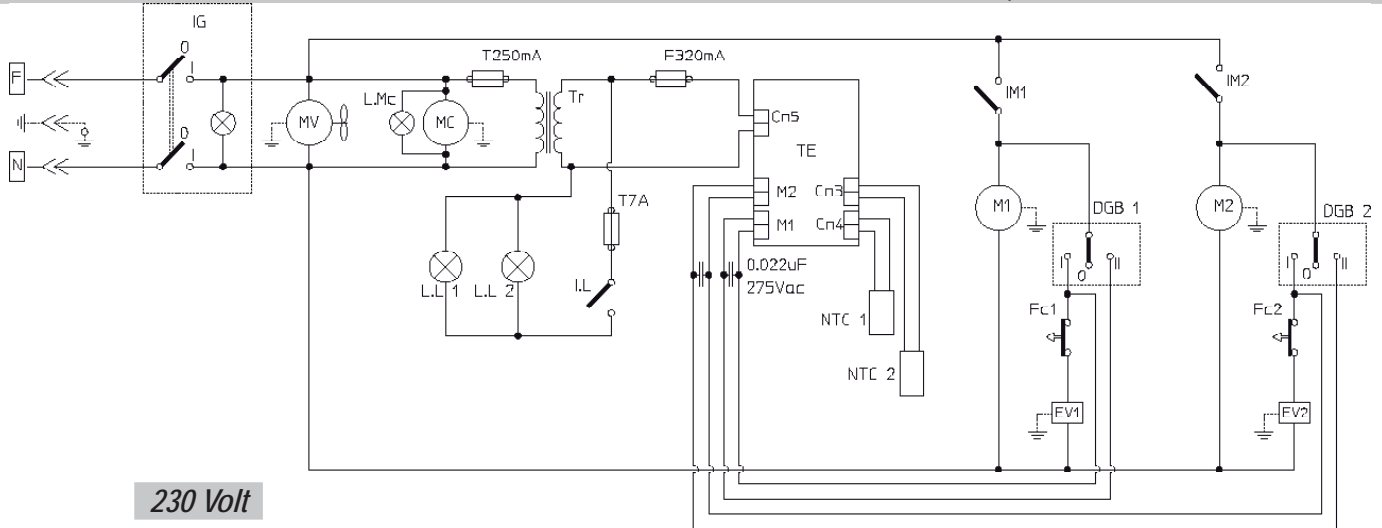 IG
0
I
F
T250mA
F320mA
L.Mc
MV
MC
Tr
Cn5
TE
IM1
IM2
0
I
N
M2
Cn3
M1
Cn4
T7A
M1
DGB 1
M2
DGB 2
0.022uF
275Vac
L.L 1
L.L 2
I.L
NTC 1
NTC 2
I
0
II
I
0
II
Fc1
Fc2
EV1
EV2
230 Volt